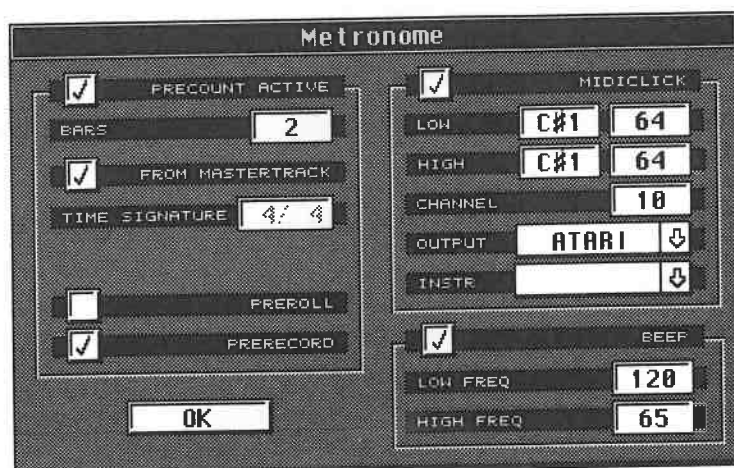 Metronome
PRECOUNT ACTIVE
BARS 2
FROM MASTERTRACK
TIME SIGNATURE 4/ 4
PREROLL
PRERECORD
OK
MIDICLICK
LOW C#1 64
HIGH C#1 64
CHANNEL 10
OUTPUT ATARI
INSTR
BEEP
LOW FREQ 120
HIGH FREQ 65